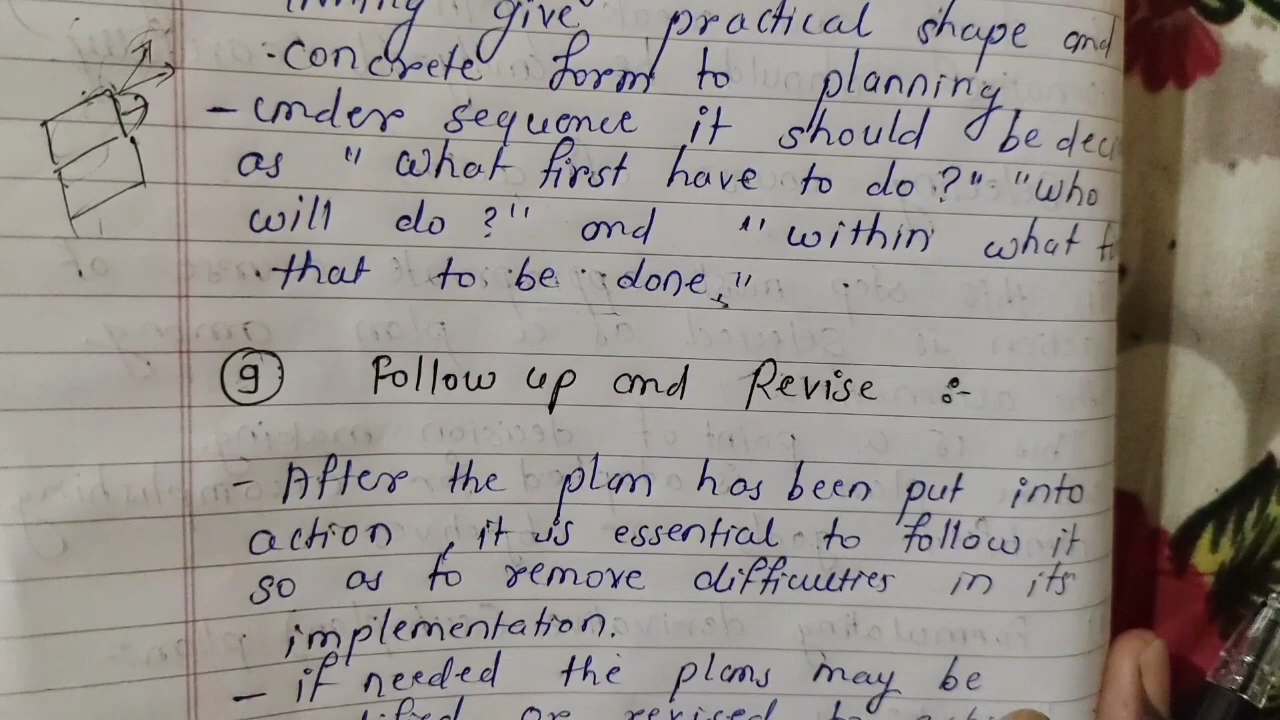 give practical shape and
concrete form to planning
- under sequence it should be
as " what first have to do ?" "who
will do ?" and " within what
that to be done,"
9 Follow up and Revise :-
- After the plan has been put into
action, it is essential to follow it
so as to remove difficulties in its
implementation.
- if needed the plans may be
or revised to